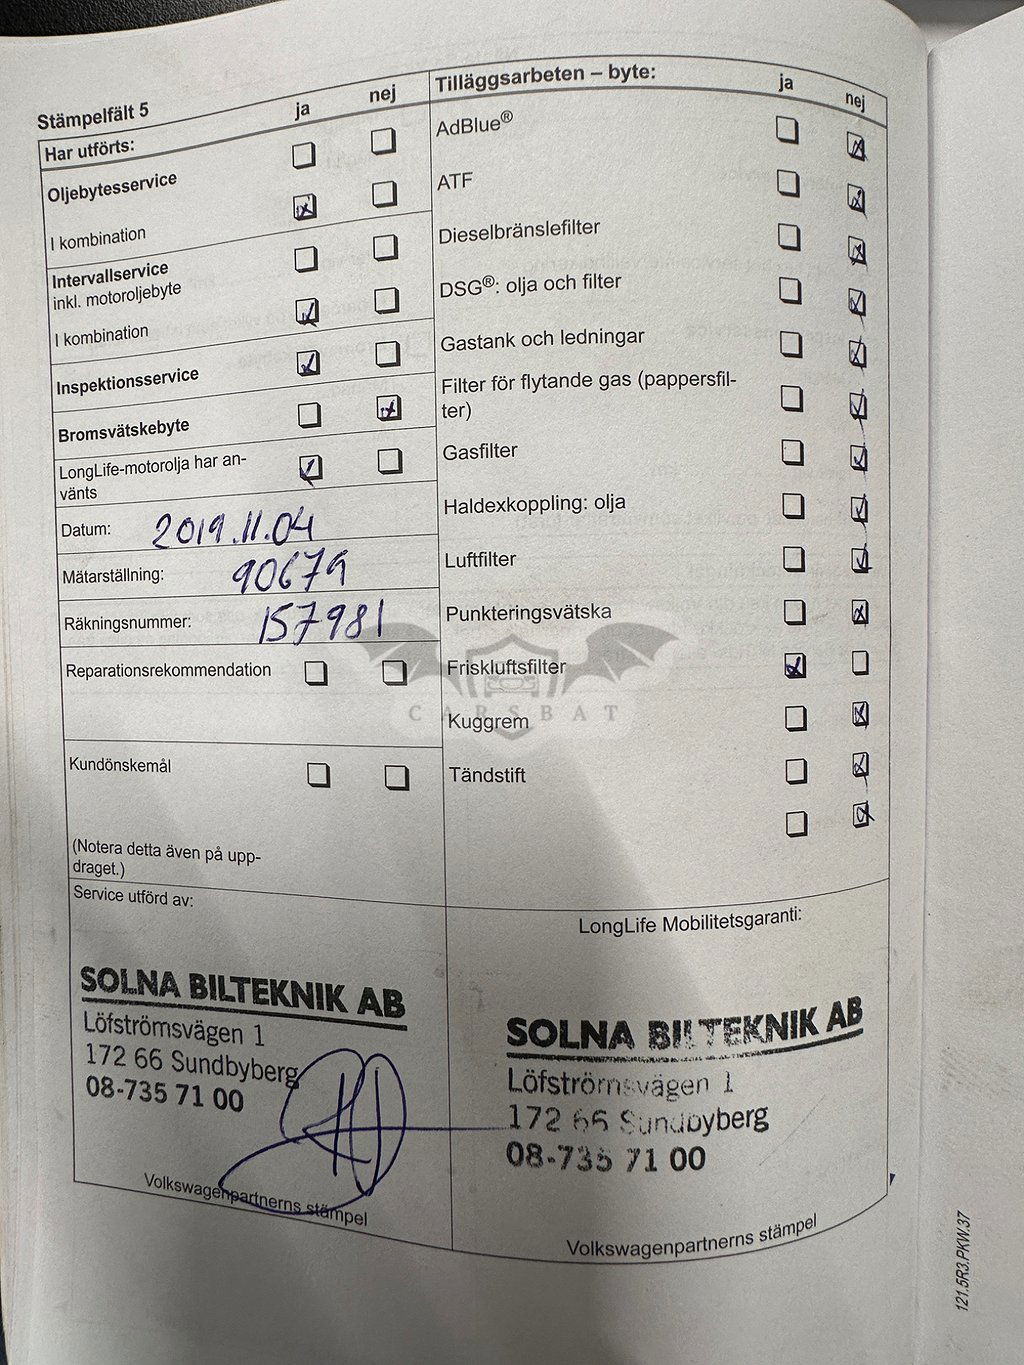 Stämpelfält 5
ja
nej
Har utförts:
Oljebytesservice
I kombination
Intervallservice
inkl. motoroljebyte
I kombination
Inspektionsservice
Bromsvätskebyte
LongLife-motorolja har an-
vänts
Datum: 2019.11.04
Mätarställning: 90679
Räkningsnummer: 157981
Reparationsrekommendation
Kundönskemål
(Notera detta även på upp-
draget.)
Tilläggsarbeten – byte:
ja
nej
AdBlue®
ATF
Dieselbränslefilter
DSG®: olja och filter
Gastank och ledningar
Filter för flytande gas (pappersfil-
ter)
Gasfilter
Haldexkoppling: olja
Luftfilter
Punkteringsvätska
Friskluftsfilter
CARSBAT
Kuggrem
Tändstift
Service utförd av:
SOLNA BILTEKNIK AB
Löfströmsvägen 1
172 66 Sundbyberg
08-735 71 00
Volkswagenpartnerns stämpel
LongLife Mobilitetsgaranti:
SOLNA BILTEKNIK AB
Löfströmsvägen 1
172 66 Sundbyberg
08-735 71 00
Volkswagenpartnerns stämpel
121.5R3.PKW.37